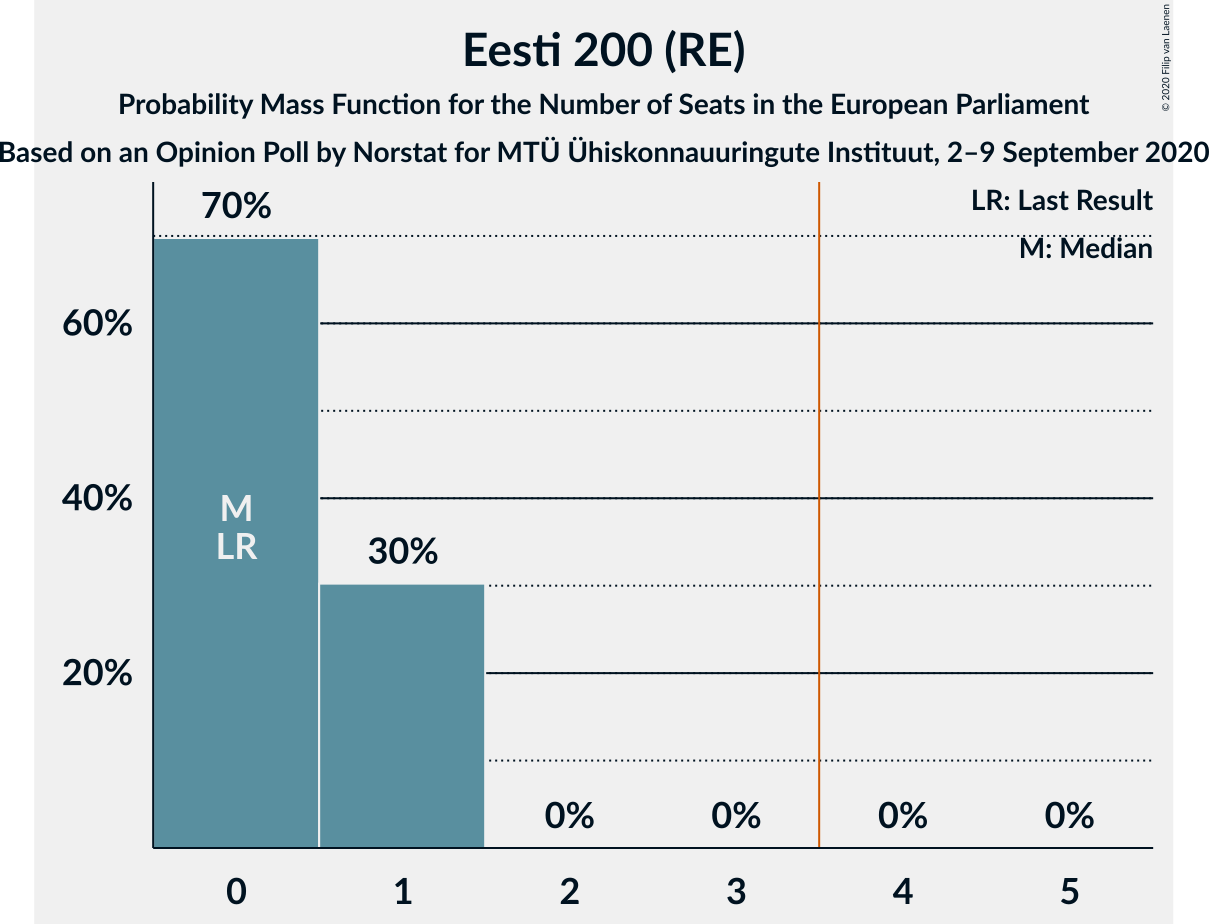 Eesti 200 (RE)
Probability Mass Function for the Number of Seats in the European Parliament
Based on an Opinion Poll by Norstat for MTÜ Ühiskonnauuringute Instituut, 2–9 September 2020
© 2020 Filip van Laenen
LR: Last Result
M: Median
70%
60%
40%
20%
M
LR
30%
0% 0% 0% 0%
0 1 2 3 4 5